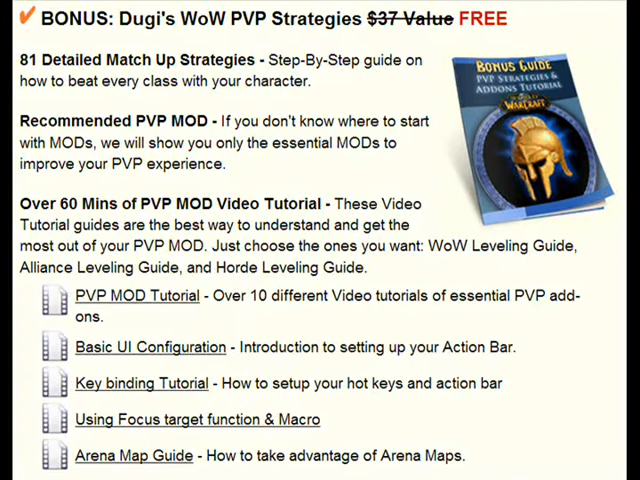 BONUS: Dugi's WoW PVP Strategies $37 Value FREE
81 Detailed Match Up Strategies - Step-By-Step guide on
how to beat every class with your character.
BONUS GUIDE
PVP STRATEGIES &
ADDONS TUTORIAL
WARCRAFT
Recommended PVP MOD - If you don't know where to start
with MODs, we will show you only the essential MODs to
improve your PVP experience.
Over 60 Mins of PVP MOD Video Tutorial - These Video
Tutorial guides are the best way to understand and get the
most out of your PVP MOD. Just choose the ones you want: WoW Leveling Guide,
Alliance Leveling Guide, and Horde Leveling Guide.
PVP MOD Tutorial - Over 10 different Video tutorials of essential PVP add-
ons.
Basic UI Configuration - Introduction to setting up your Action Bar.
Key binding Tutorial - How to setup your hot keys and action bar
Using Focus target function & Macro
Arena Map Guide - How to take advantage of Arena Maps.